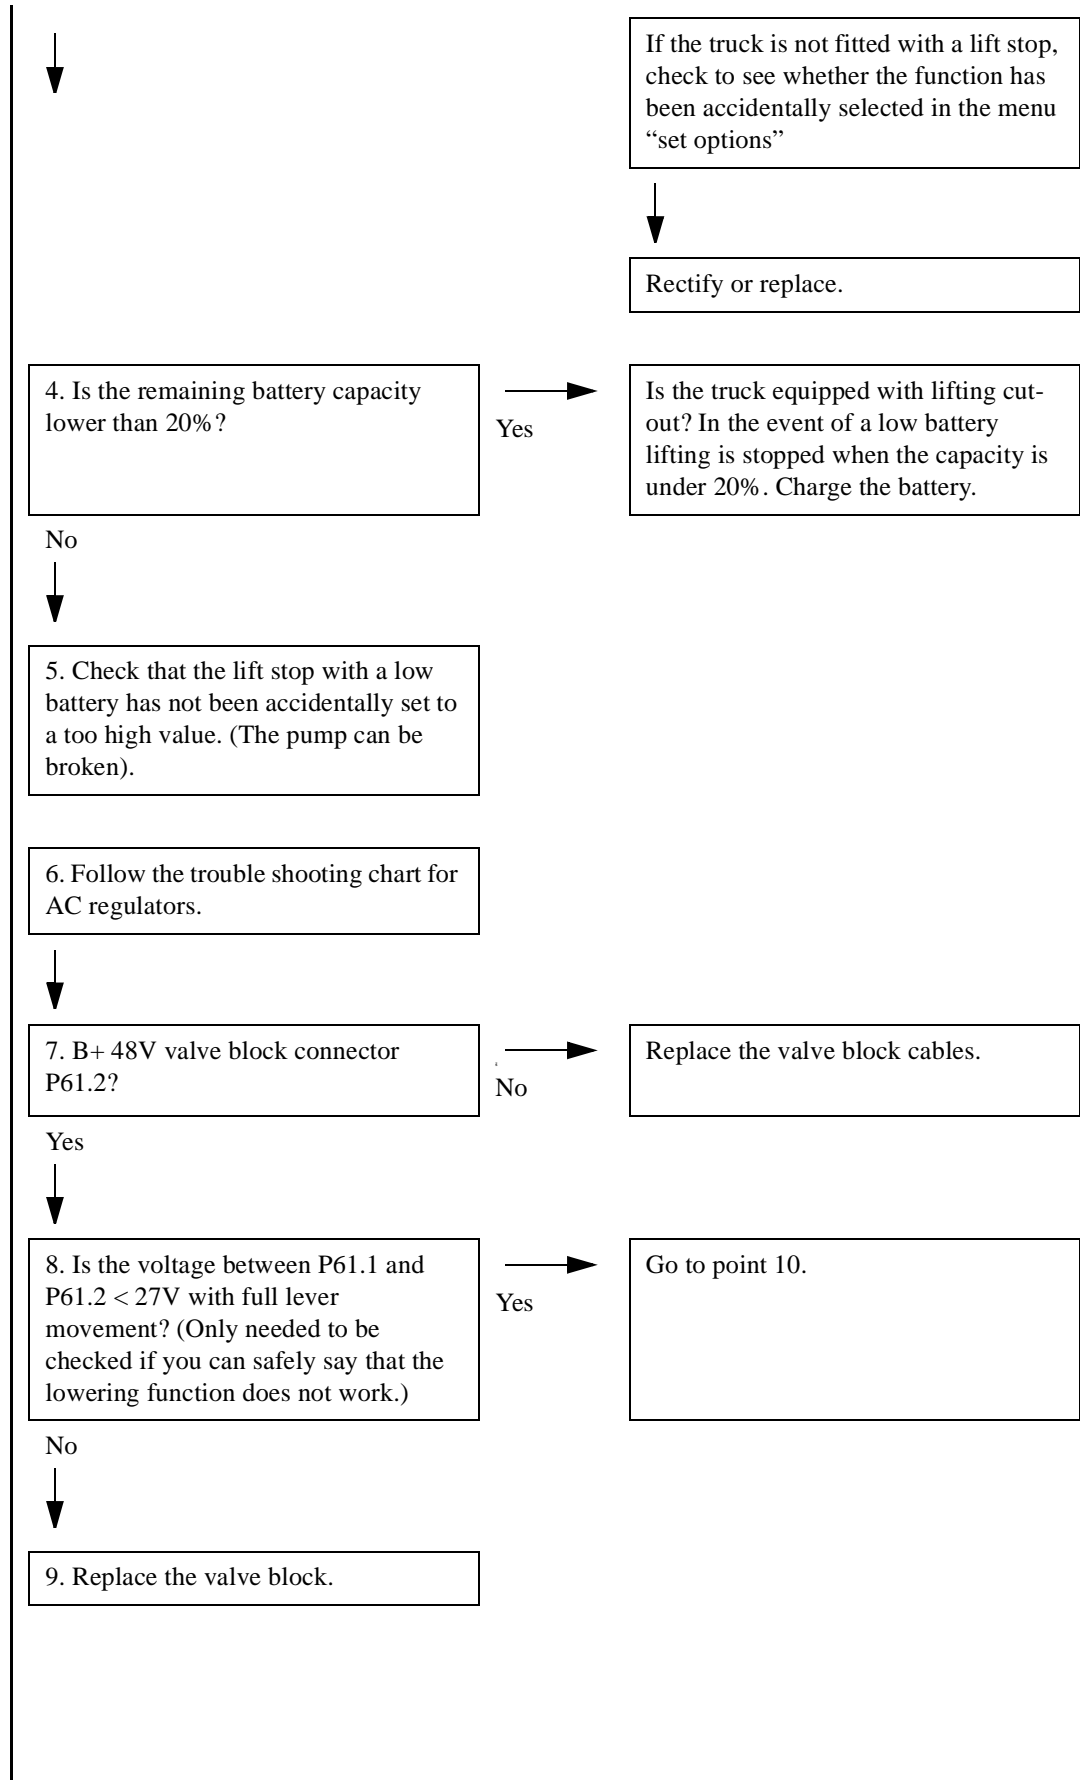 If the truck is not fitted with a lift stop,
check to see whether the function has
been accidentally selected in the menu
“set options”
Rectify or replace.
4. Is the remaining battery capacity
lower than 20%?
Yes
Is the truck equipped with lifting cut-
out? In the event of a low battery
lifting is stopped when the capacity is
under 20%. Charge the battery.
No
5. Check that the lift stop with a low
battery has not been accidentally set to
a too high value. (The pump can be
broken).
6. Follow the trouble shooting chart for
AC regulators.
7. B+ 48V valve block connector
P61.2?
No
Replace the valve block cables.
Yes
8. Is the voltage between P61.1 and
P61.2 < 27V with full lever
movement? (Only needed to be
checked if you can safely say that the
lowering function does not work.)
Yes
Go to point 10.
No
9. Replace the valve block.